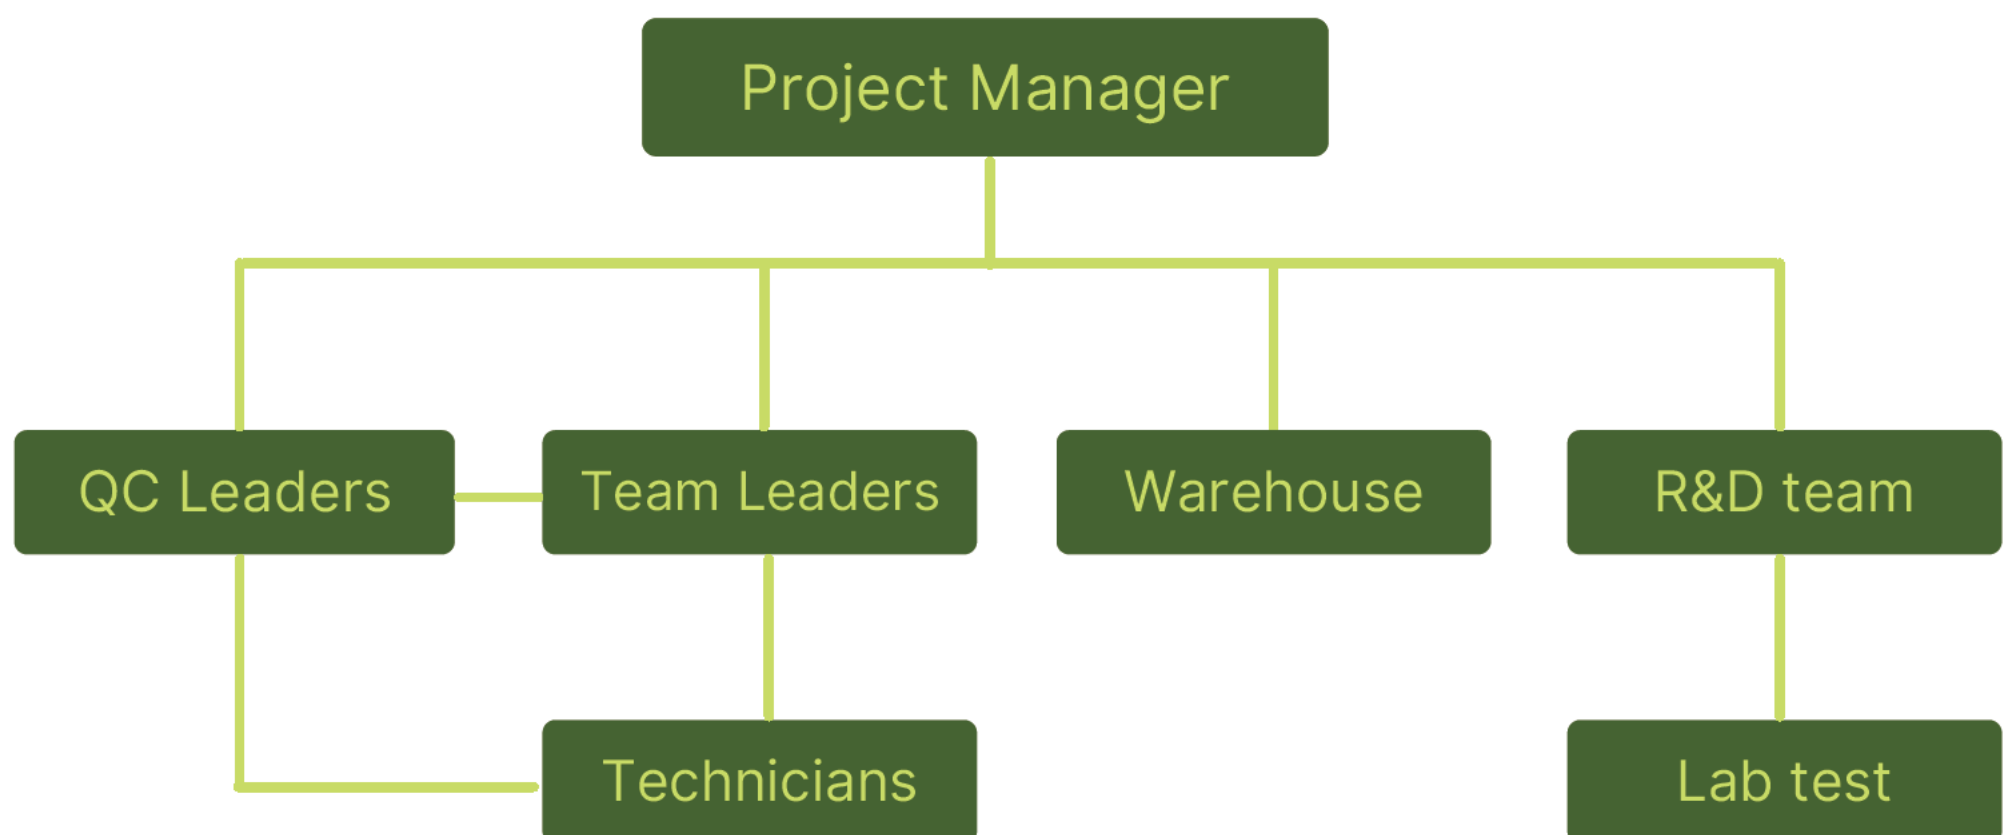 Project Manager
QC Leaders
Team Leaders
Warehouse
R&D team
Technicians
Lab test